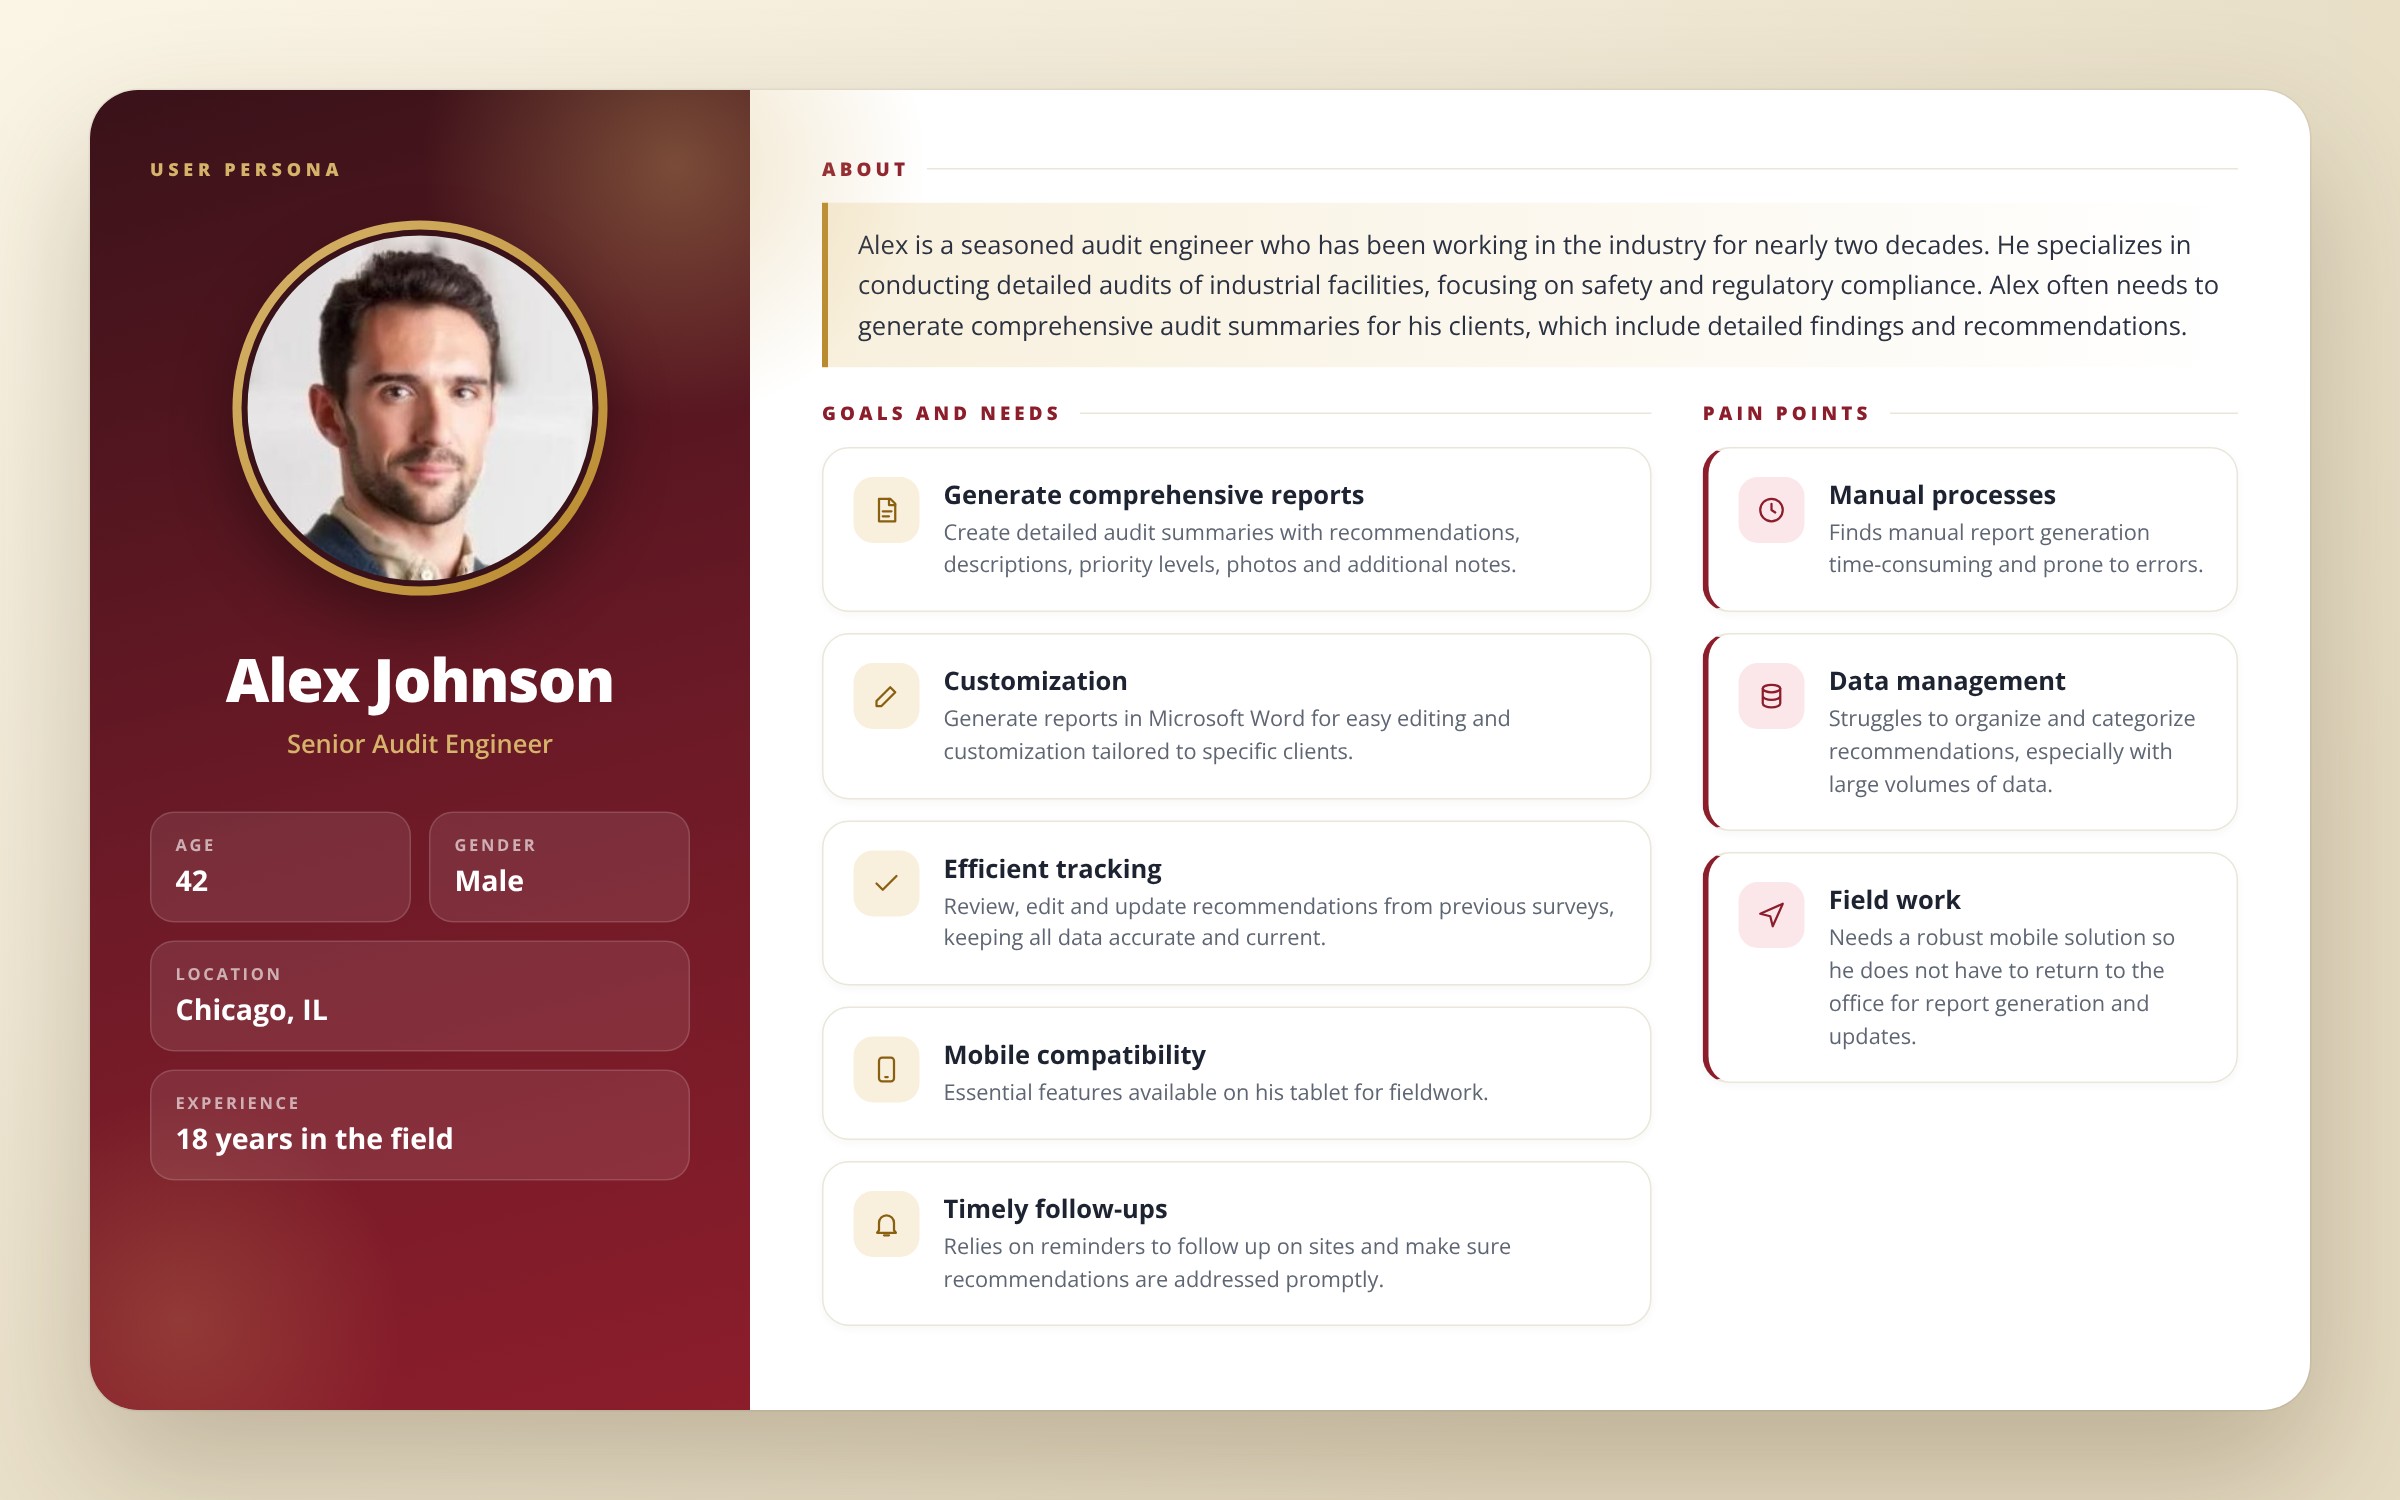 USER PERSONA
Alex Johnson
Senior Audit Engineer
AGE
42
GENDER
Male
LOCATION
Chicago, IL
EXPERIENCE
18 years in the field
ABOUT
Alex is a seasoned audit engineer who has been working in the industry for nearly two decades. He specializes in
conducting detailed audits of industrial facilities, focusing on safety and regulatory compliance. Alex often needs to
generate comprehensive audit summaries for his clients, which include detailed findings and recommendations.
GOALS AND NEEDS
Generate comprehensive reports
Create detailed audit summaries with recommendations,
descriptions, priority levels, photos and additional notes.
Customization
Generate reports in Microsoft Word for easy editing and
customization tailored to specific clients.
Efficient tracking
Review, edit and update recommendations from previous surveys,
keeping all data accurate and current.
Mobile compatibility
Essential features available on his tablet for fieldwork.
Timely follow-ups
Relies on reminders to follow up on sites and make sure
recommendations are addressed promptly.
PAIN POINTS
Manual processes
Finds manual report generation
time-consuming and prone to errors.
Data management
Struggles to organize and categorize
recommendations, especially with
large volumes of data.
Field work
Needs a robust mobile solution so
he does not have to return to the
office for report generation and
updates.